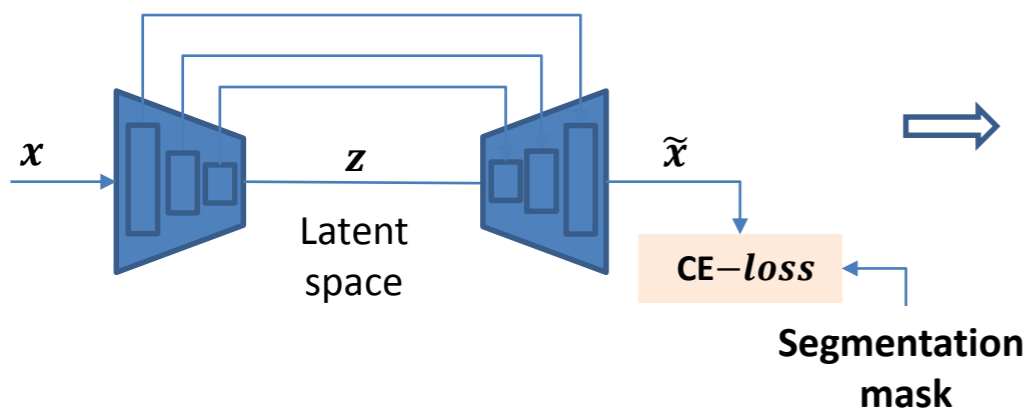 x
z
x̃
Latent
space
CE−loss
Segmentation
mask